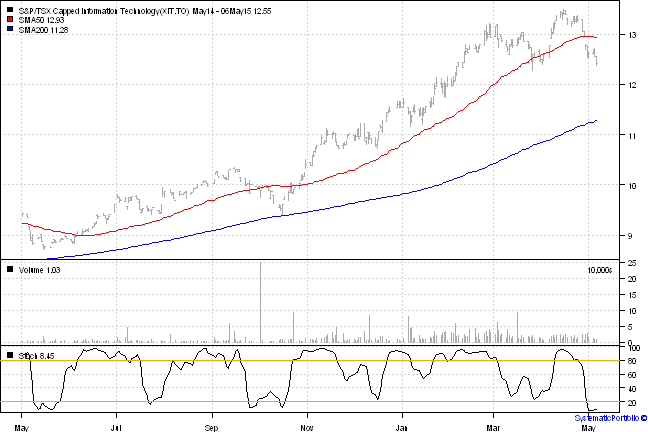 S&P/TSX Capped Information Technology(XIT.TO) May14 - 06May15 12.55
SMA50 12.93
SMA200 11.28
13
12
11
10
9
Volume 1.03
10,000s
25
20
15
10
5
0
Stoch 8.45
100
80
60
40
20
May
Jul
Sep
Nov
Jan
Mar
May
SystematicPortfolio ©